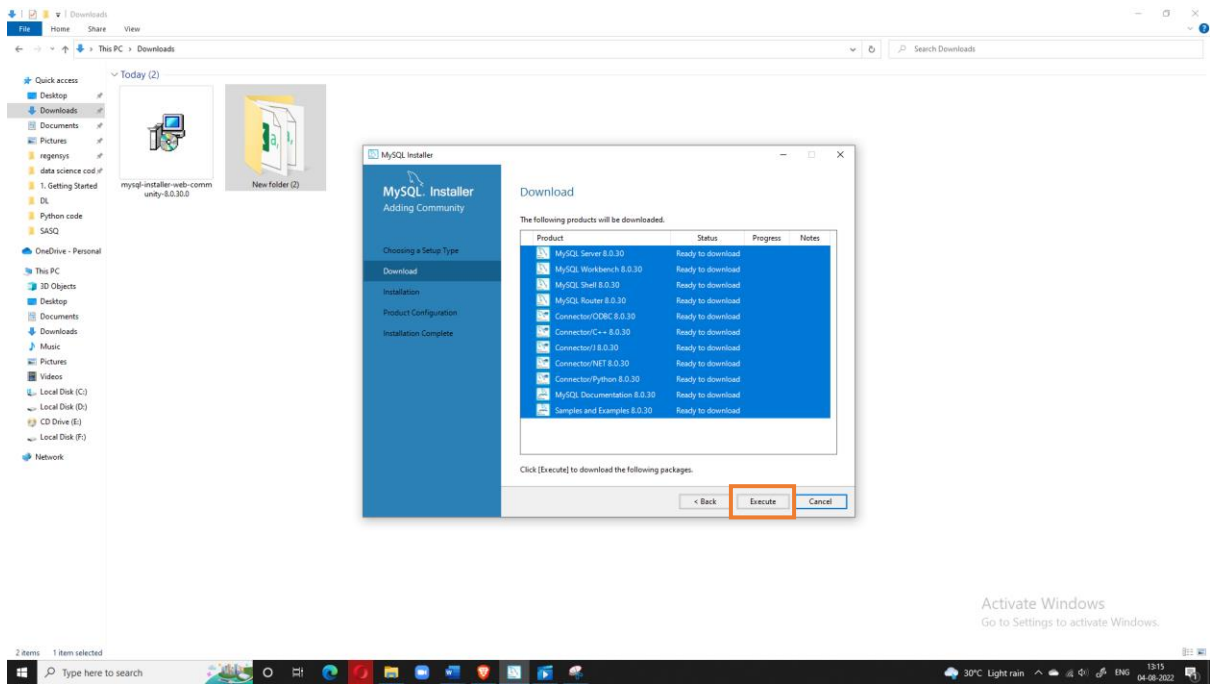 Downloads
File Home Share View
This PC > Downloads
Search Downloads
Quick access
Desktop
Downloads
Documents
Pictures
regensys
data science cod
1. Getting Started
DL
Python code
SASQ
OneDrive - Personal
This PC
3D Objects
Desktop
Documents
Downloads
Music
Pictures
Videos
Local Disk (C:)
Local Disk (D:)
CD Drive (E:)
Local Disk (F:)
Network
Today (2)
mysql-installer-web-comm
unity-8.0.30.0
New folder (2)
MySQL Installer
MySQL. Installer
Adding Community
Choosing a Setup Type
Download
Installation
Product Configuration
Installation Complete
Download
The following products will be downloaded.
Product Status Progress Notes
MySQL Server 8.0.30 Ready to download
MySQL Workbench 8.0.30 Ready to download
MySQL Shell 8.0.30 Ready to download
MySQL Router 8.0.30 Ready to download
Connector/ODBC 8.0.30 Ready to download
Connector/C++ 8.0.30 Ready to download
Connector/J 8.0.30 Ready to download
Connector/NET 8.0.30 Ready to download
Connector/Python 8.0.30 Ready to download
MySQL Documentation 8.0.30 Ready to download
Samples and Examples 8.0.30 Ready to download
Click [Execute] to download the following packages.
< Back Execute Cancel
Activate Windows
Go to Settings to activate Windows.
2 items 1 item selected
Type here to search
30°C Light rain ENG 13:15
04-08-2022